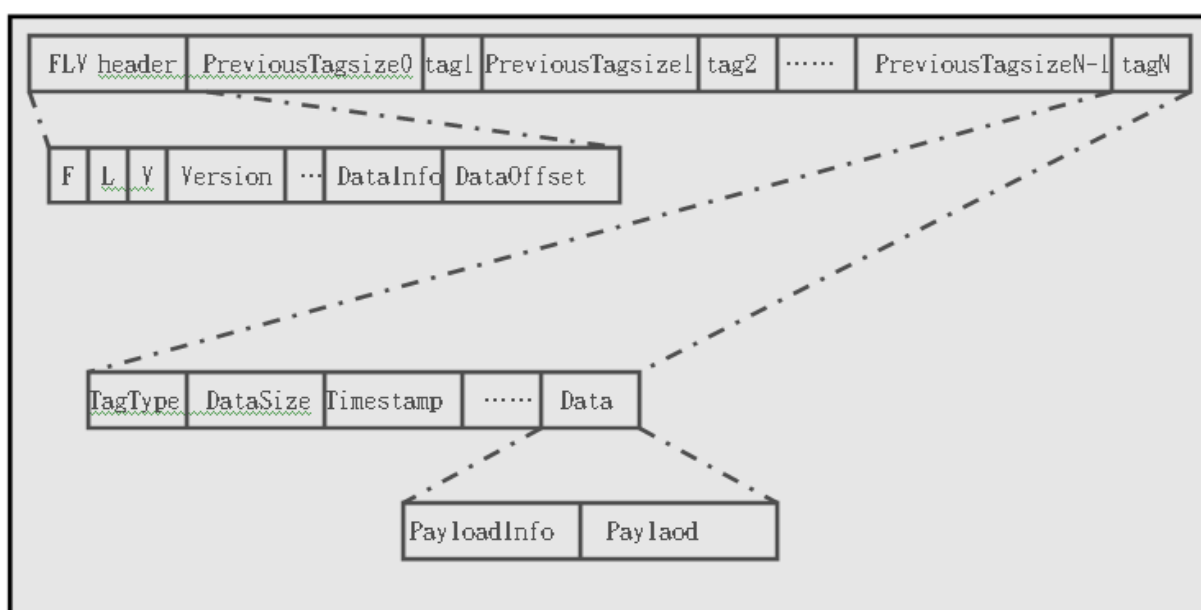 FLV header PreviousTagsize0 tag1 PreviousTagsize1 tag2 …… PreviousTagsizeN-1 tagN
F L V Version … DataInfo DataOffset
TagType DataSize Timestamp …… Data
PayloadInfo Paylaod